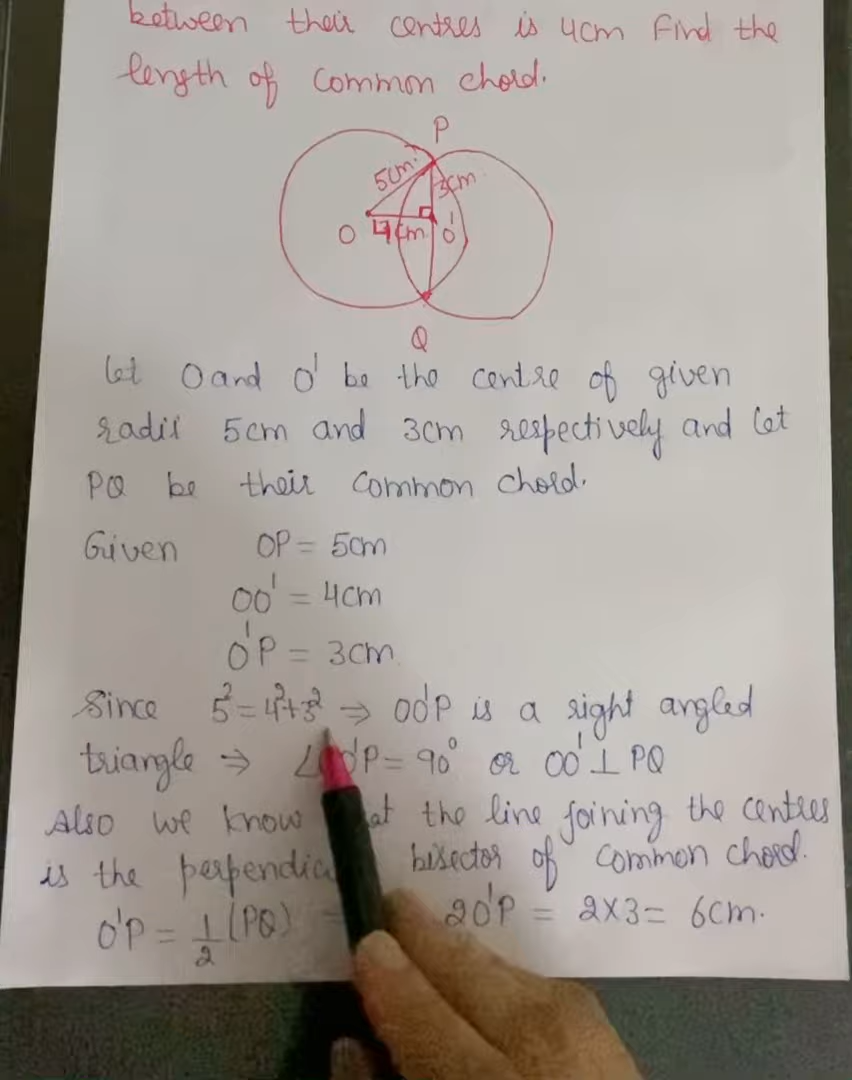 between their centres is 4cm Find the
length of common chord.
P
5cm
3cm
O 4cm O'
Q
Let O and O' be the centre of given
radii 5cm and 3cm respectively and let
PQ be their common chord.
Given OP = 5cm
OO' = 4cm
O'P = 3cm
Since 5² = 4² + 3² ⇒ OO'P is a right angled
triangle ⇒ ∠ O'P = 90° or OO' ⊥ PQ
Also we know the line joining the centres
is the bisector of common chord.
O'P = 1/2 (PQ) 2O'P = 2×3 = 6cm.